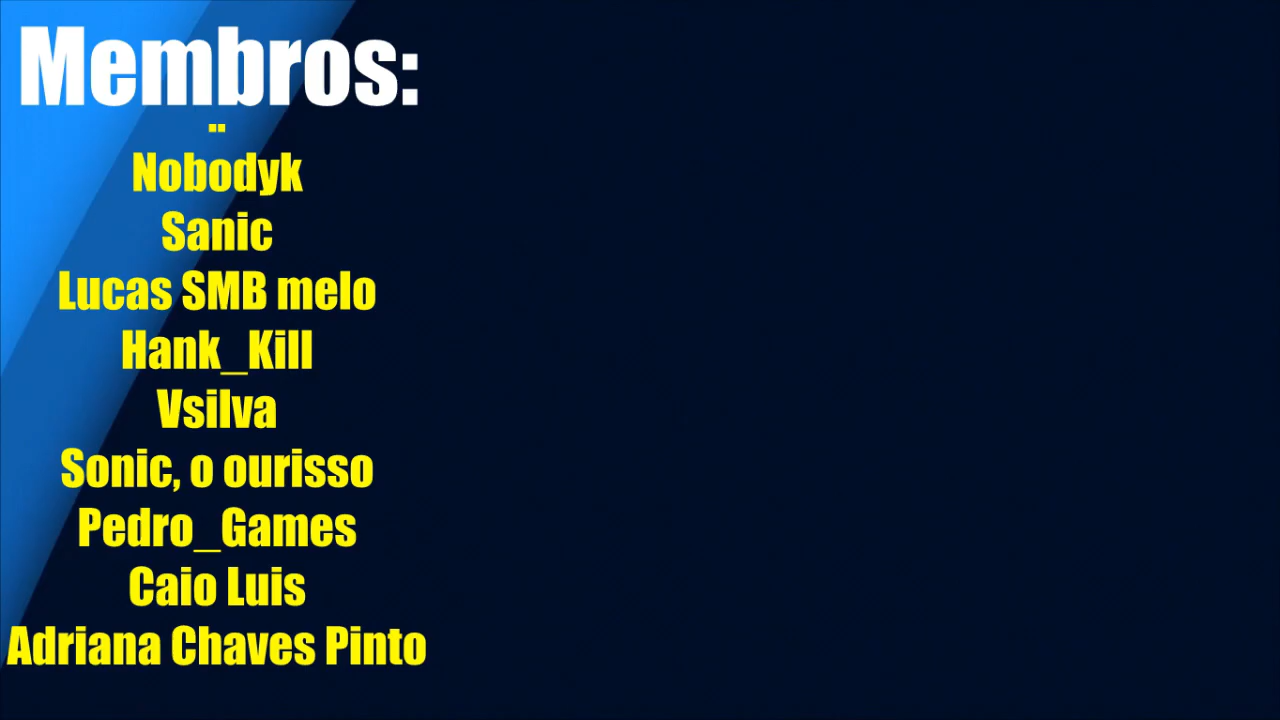 Membros:
¨
Nobodyk
Sanic
Lucas SMB melo
Hank_Kill
Vsilva
Sonic, o ourisso
Pedro_Games
Caio Luis
Adriana Chaves Pinto